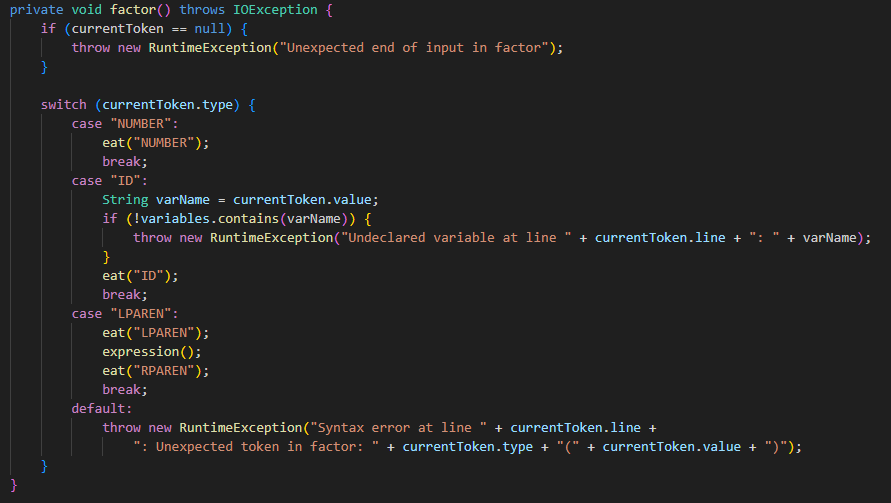 private void factor() throws IOException {
    if (currentToken == null) {
        throw new RuntimeException("Unexpected end of input in factor");
    }

    switch (currentToken.type) {
        case "NUMBER":
            eat("NUMBER");
            break;
        case "ID":
            String varName = currentToken.value;
            if (!variables.contains(varName)) {
                throw new RuntimeException("Undeclared variable at line " + currentToken.line + ": " + varName);
            }
            eat("ID");
            break;
        case "LPAREN":
            eat("LPAREN");
            expression();
            eat("RPAREN");
            break;
        default:
            throw new RuntimeException("Syntax error at line " + currentToken.line +
                ": Unexpected token in factor: " + currentToken.type + "(" + currentToken.value + ")");
    }
}